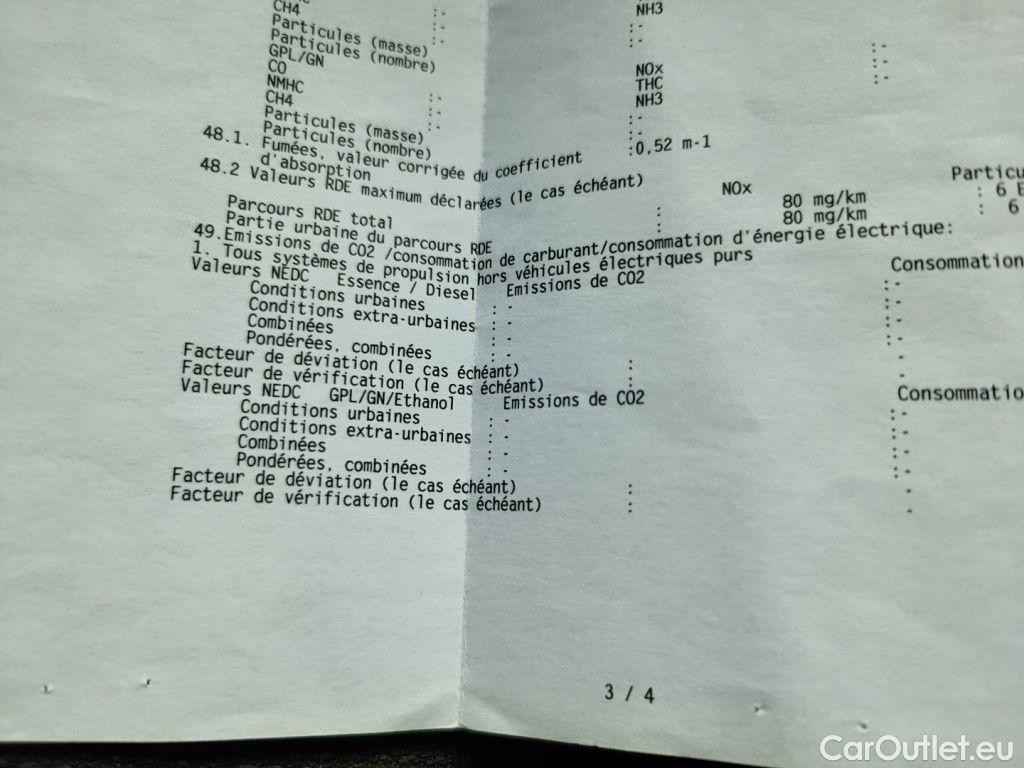 CH4 :- NH3
Particules (masse) :- :-
Particules (nombre) :- :-
GPL/GN
CO NOx :-
NMHC :- THC :-
CH4 :- NH3 :-
Particules (masse) :- :-
Particules (nombre) :-
48.1. Fumées, valeur corrigée du coefficient :0,52 m-1
d'absorption
48.2 Valeurs RDE maximum déclarées (le cas échéant)
NOx
Parcours RDE total : 80 mg/km : 6
Partie urbaine du parcours RDE : 80 mg/km : 6
49.Emissions de CO2 /consommation de carburant/consommation d'énergie électrique:
1. Tous systèmes de propulsion hors véhicules électriques purs
Valeurs NEDC Essence / Diesel Emissions de CO2 Consommation
Conditions urbaines :- :-
Conditions extra-urbaines :- :-
Combinées :- :-
Pondérées, combinées :- :-
Facteur de déviation (le cas échéant) : -
Facteur de vérification (le cas échéant) : -
Valeurs NEDC GPL/GN/Ethanol Emissions de CO2
Conditions urbaines :- :-
Conditions extra-urbaines :- :-
Combinées :- :-
Pondérées, combinées :- :-
Facteur de déviation (le cas échéant) : -
Facteur de vérification (le cas échéant) : -
3 / 4
CarOutlet.eu